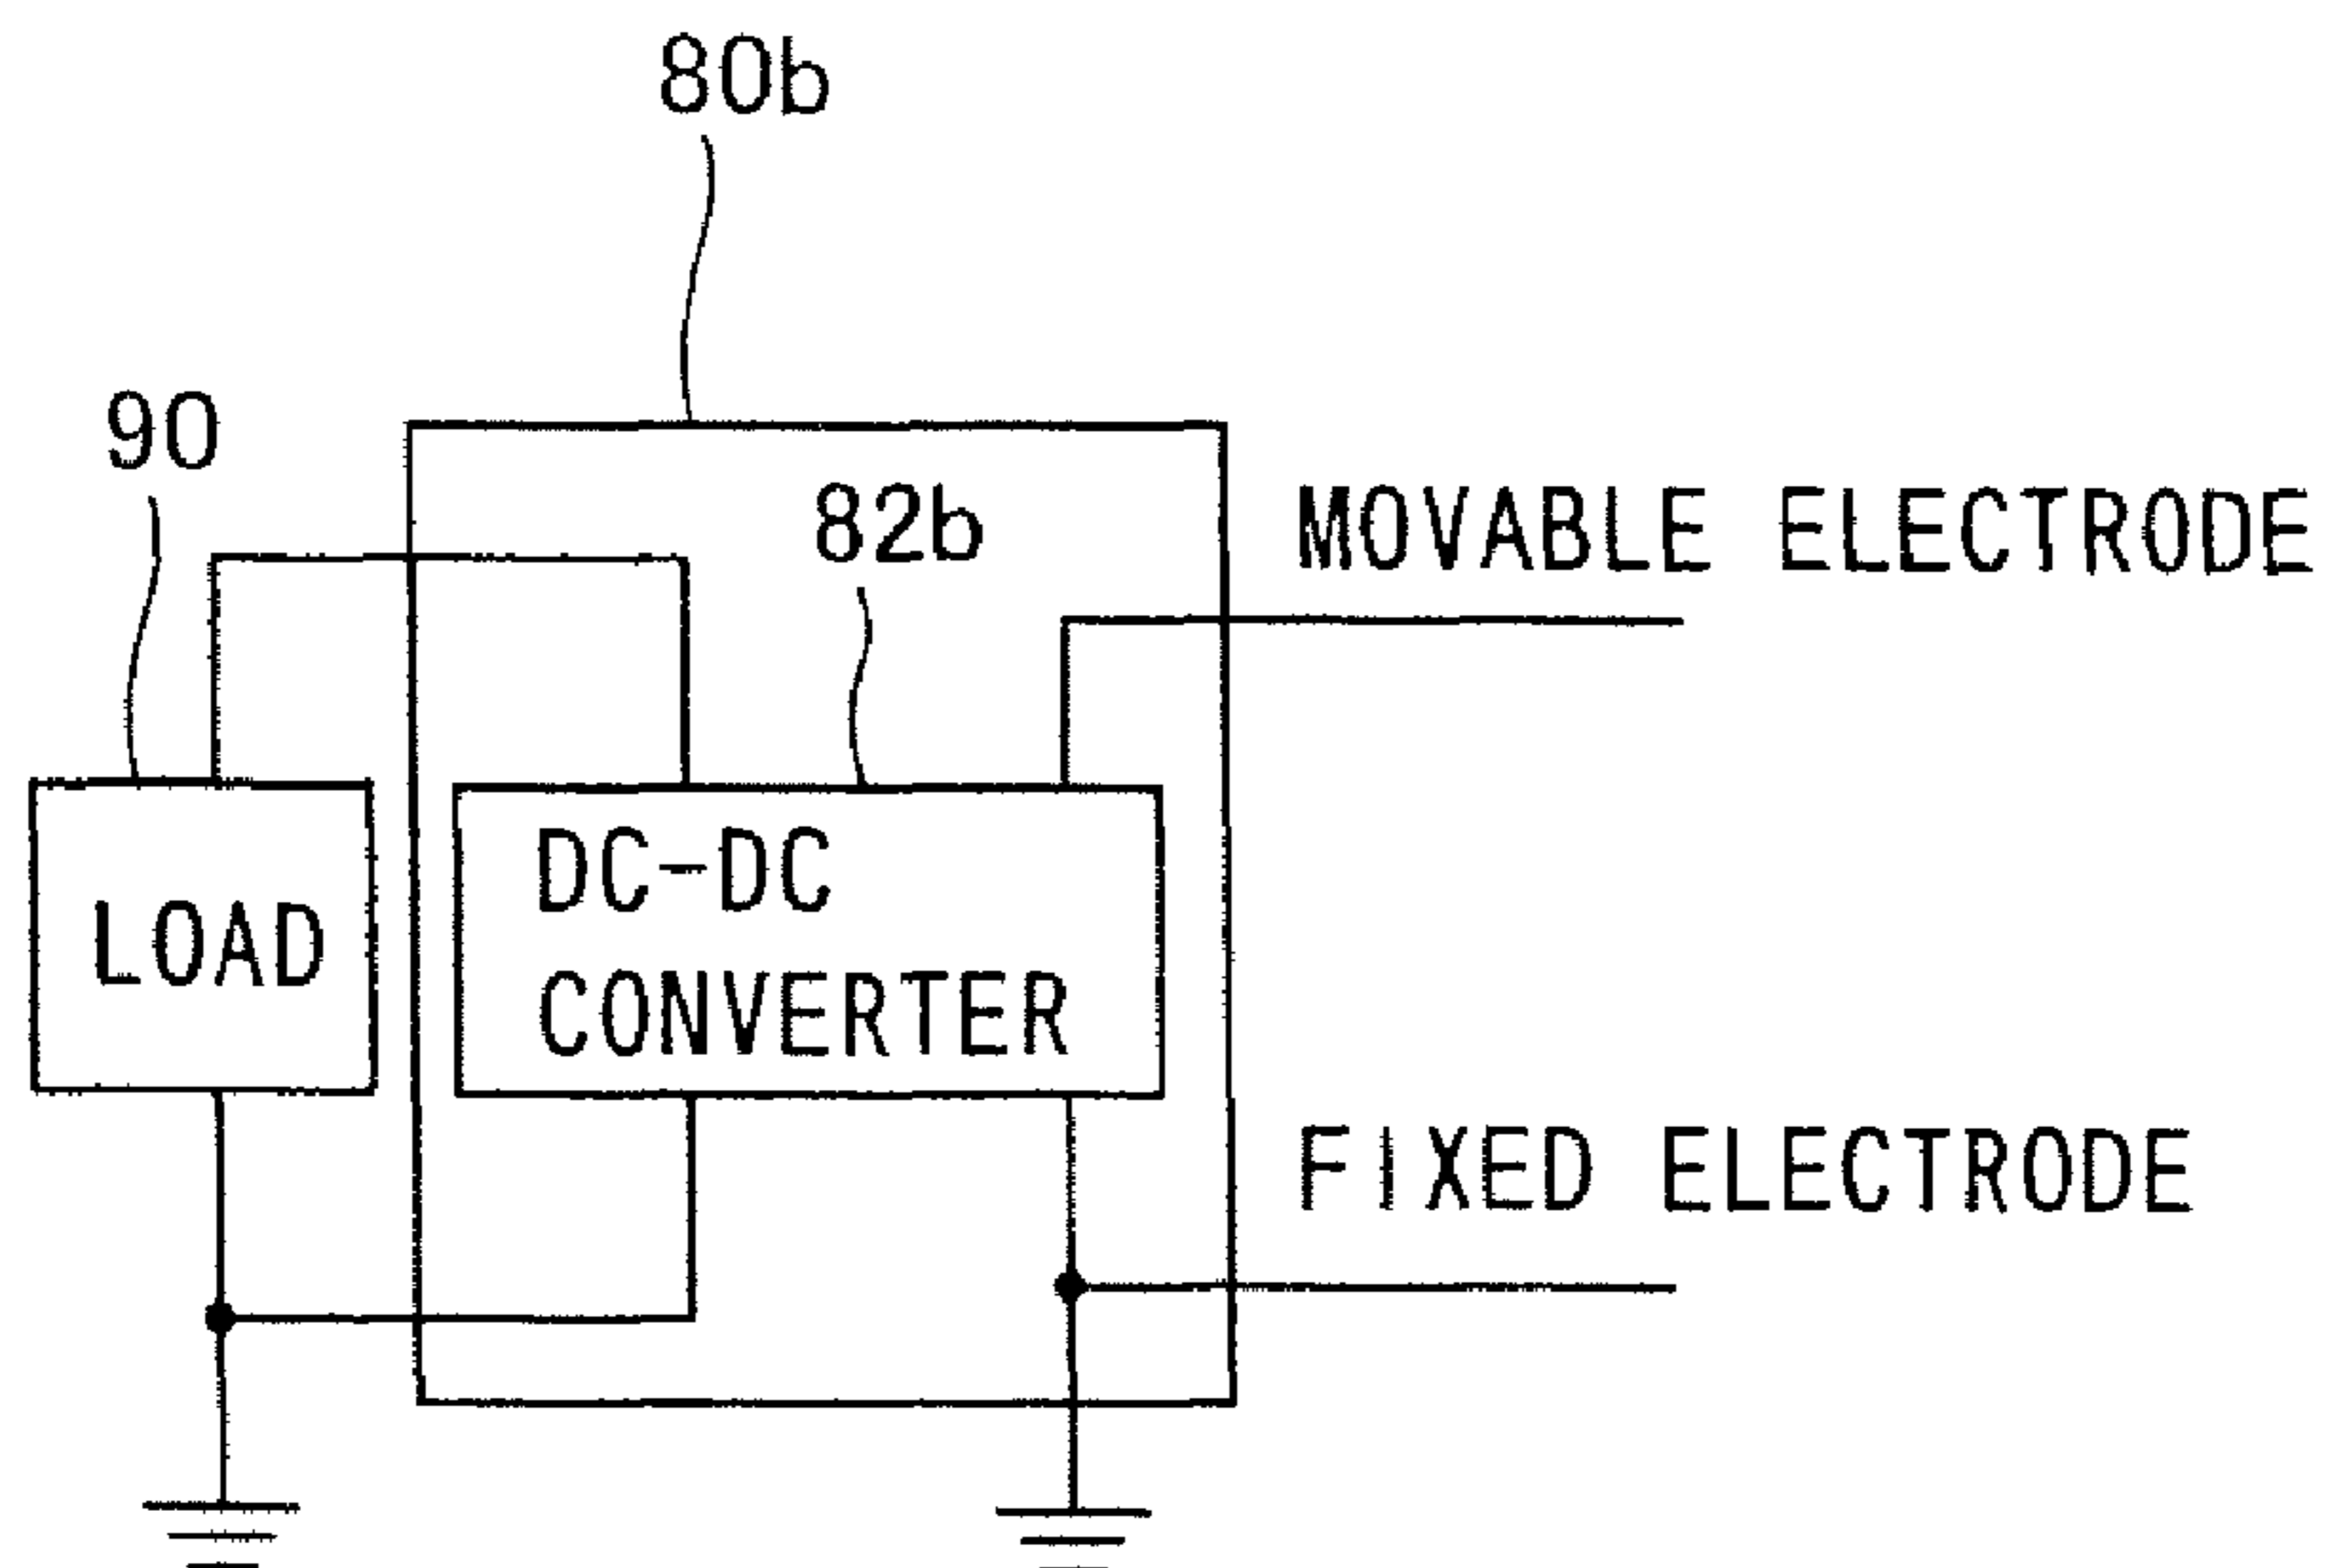 80b
90
82b
MOVABLE ELECTRODE
DC-DC
CONVERTER
LOAD
FIXED ELECTRODE